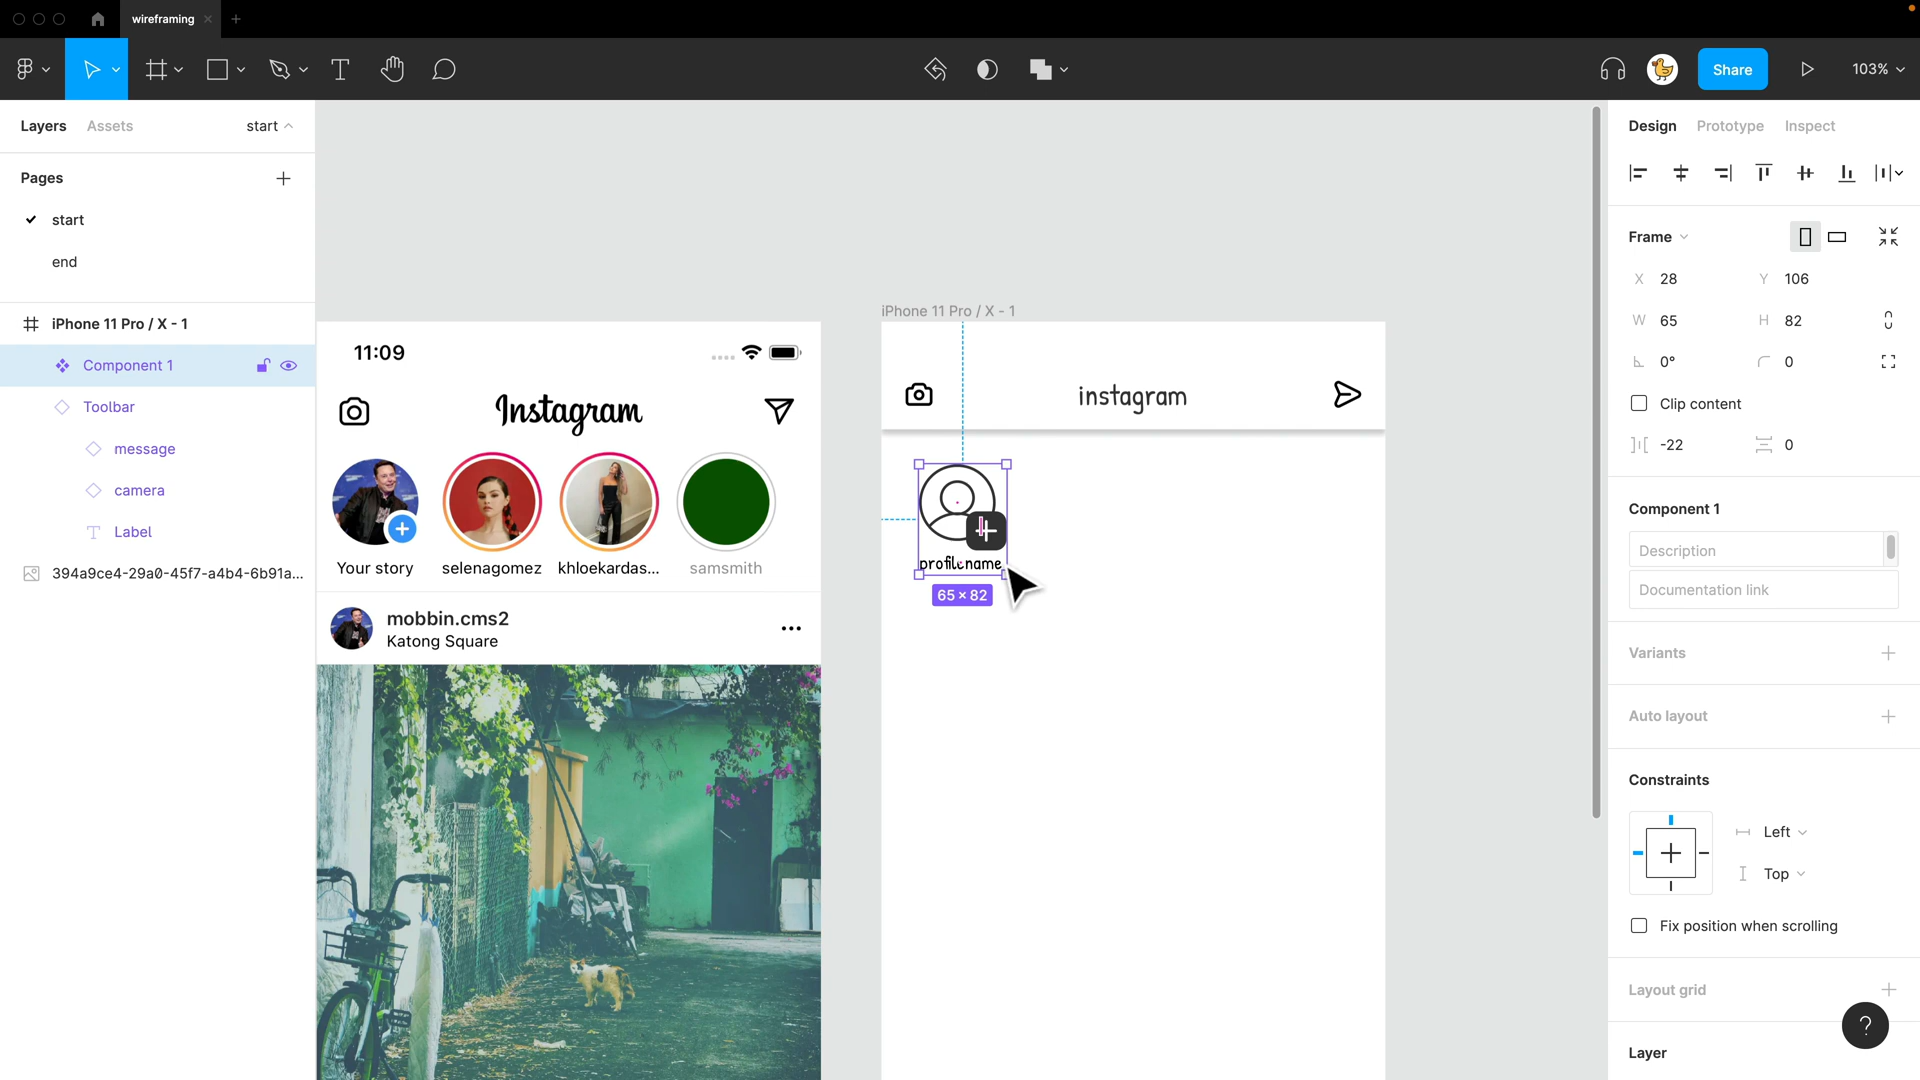 wireframing
Share
103%
Layers
Assets
start
Pages
start
end
iPhone 11 Pro / X - 1
Component 1
Toolbar
message
camera
Label
394a9ce4-29a0-45f7-a4b4-6b91a...
11:09
Instagram
Your story
selenagomez
khloekardas...
samsmith
mobbin.cms2
Katong Square
iPhone 11 Pro / X - 1
instagram
profilename
65 × 82
Design
Prototype
Inspect
Frame
X 28
Y 106
W 65
H 82
0°
0
Clip content
-22
0
Component 1
Description
Documentation link
Variants
Auto layout
Constraints
Left
Top
Fix position when scrolling
Layout grid
?
Layer